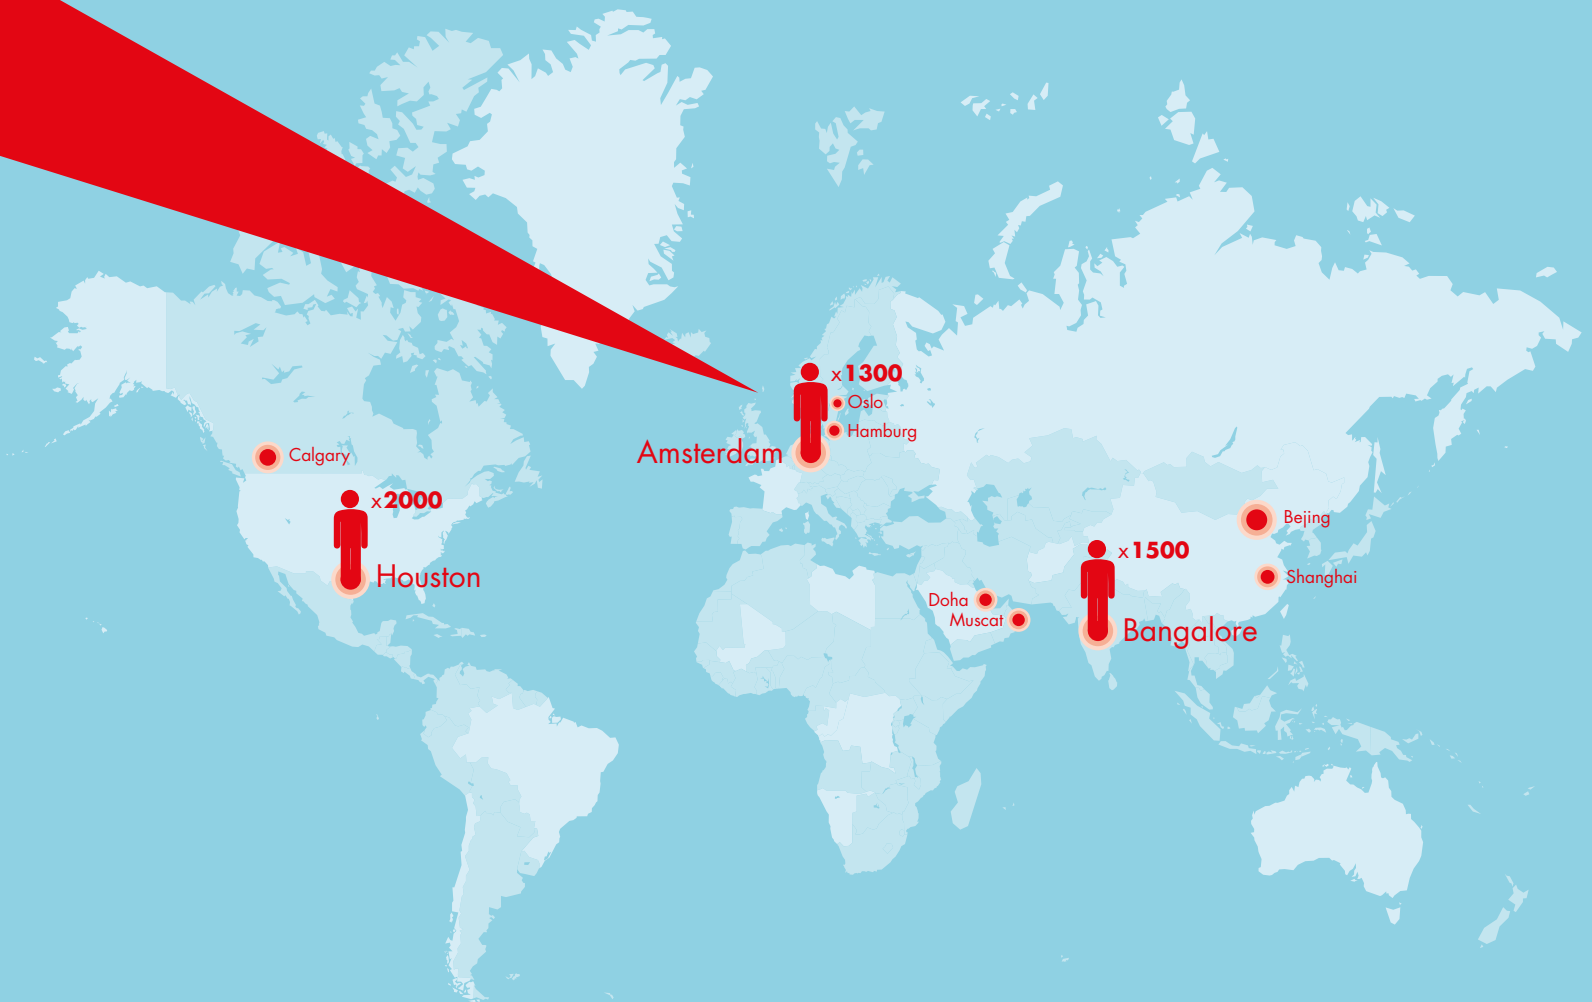 x1300
Oslo
Hamburg
Amsterdam
Calgary
x2000
Houston
Bejing
x1500
Shanghai
Doha
Muscat
Bangalore